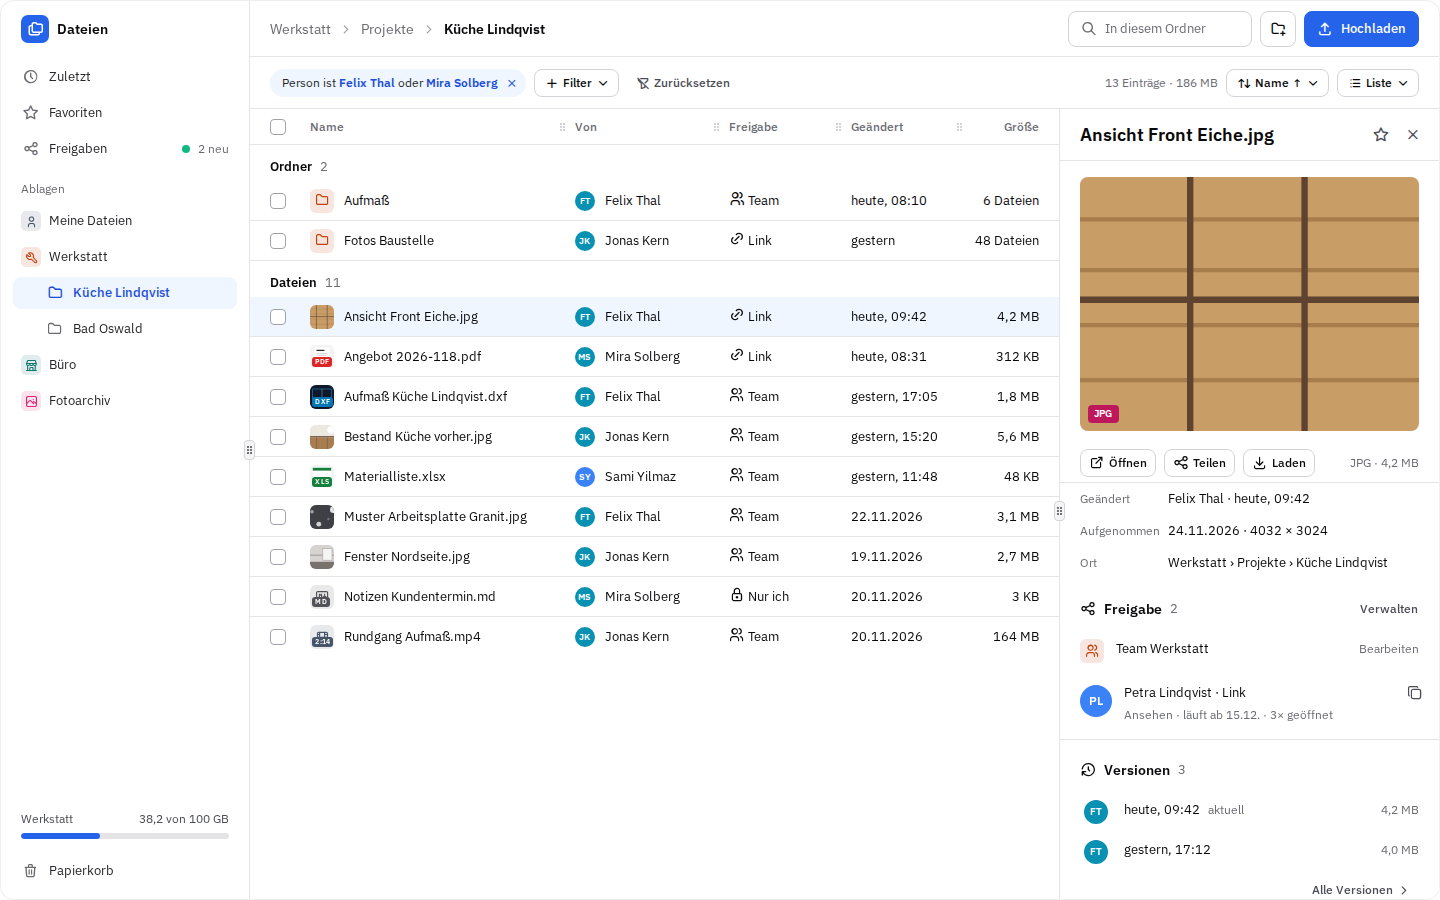 Dateien
Zuletzt
Favoriten
Freigaben 2 neu
Ablagen
Meine Dateien
Werkstatt
Küche Lindqvist
Bad Oswald
Büro
Fotoarchiv
Werkstatt 38,2 von 100 GB
Papierkorb
Werkstatt Projekte Küche Lindqvist
In diesem Ordner
Hochladen
Person ist Felix Thal oder Mira Solberg
Filter
Zurücksetzen
13 Einträge · 186 MB
Name ↑
Liste
Name Von Freigabe Geändert Größe
Ordner 2
Aufmaß FT Felix Thal Team heute, 08:10 6 Dateien
Fotos Baustelle JK Jonas Kern Link gestern 48 Dateien
Dateien 11
Ansicht Front Eiche.jpg FT Felix Thal Link heute, 09:42 4,2 MB
PDF Angebot 2026-118.pdf MS Mira Solberg Link heute, 08:31 312 KB
DXF Aufmaß Küche Lindqvist.dxf FT Felix Thal Team gestern, 17:05 1,8 MB
Bestand Küche vorher.jpg JK Jonas Kern Team gestern, 15:20 5,6 MB
XLS Materialliste.xlsx SY Sami Yilmaz Team gestern, 11:48 48 KB
Muster Arbeitsplatte Granit.jpg FT Felix Thal Team 22.11.2026 3,1 MB
Fenster Nordseite.jpg JK Jonas Kern Team 19.11.2026 2,7 MB
MD Notizen Kundentermin.md MS Mira Solberg Nur ich 20.11.2026 3 KB
2:14 Rundgang Aufmaß.mp4 JK Jonas Kern Team 20.11.2026 164 MB
Ansicht Front Eiche.jpg
JPG
Öffnen Teilen Laden JPG · 4,2 MB
Geändert Felix Thal · heute, 09:42
Aufgenommen 24.11.2026 · 4032 × 3024
Ort Werkstatt › Projekte › Küche Lindqvist
Freigabe 2 Verwalten
Team Werkstatt Bearbeiten
PL Petra Lindqvist · Link
Ansehen · läuft ab 15.12. · 3× geöffnet
Versionen 3
FT heute, 09:42 aktuell 4,2 MB
FT gestern, 17:12 4,0 MB
Alle Versionen